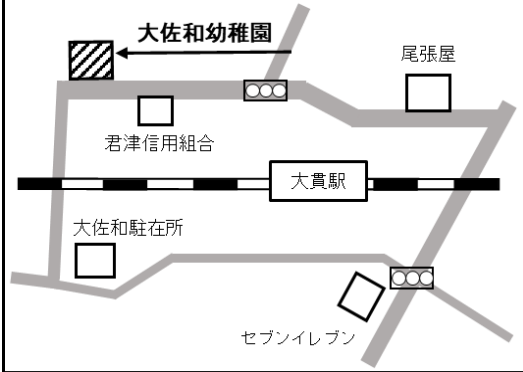 大佐和幼稚園
尾張屋
君津信用組合
大貫駅
大佐和駐在所
セブンイレブン